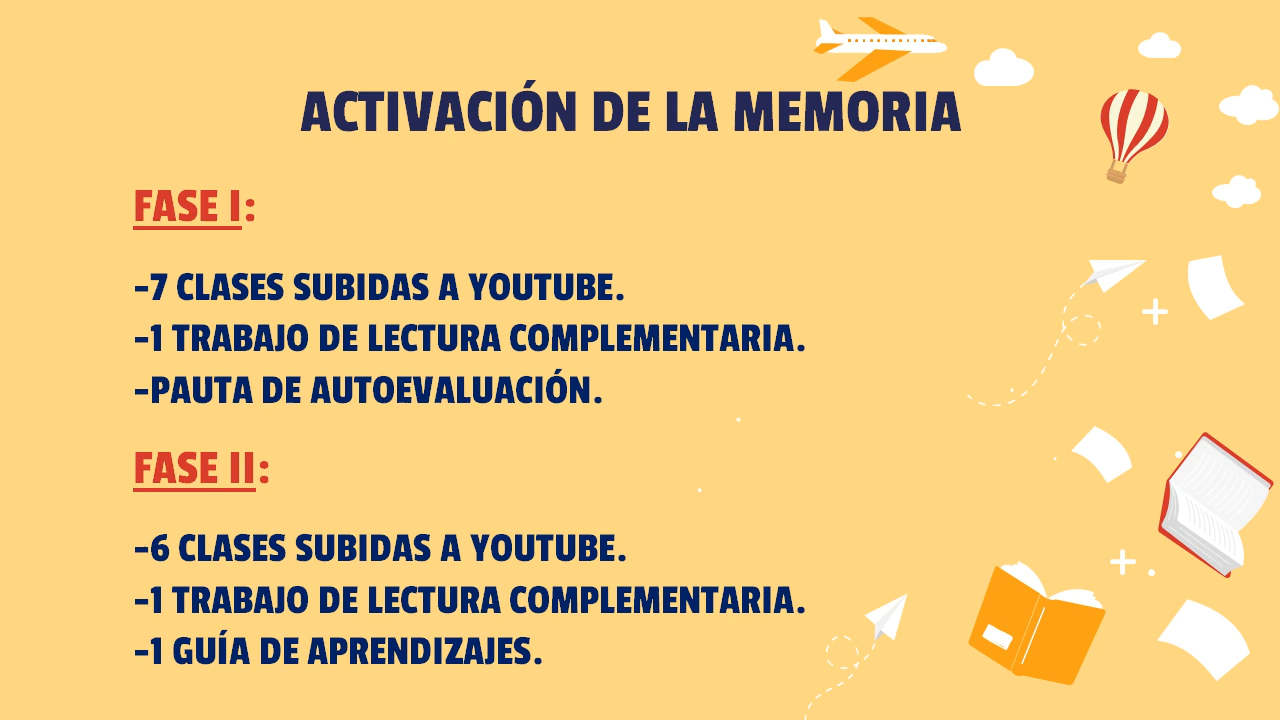 ACTIVACIÓN DE LA MEMORIA
FASE I:
-7 CLASES SUBIDAS A YOUTUBE.
-1 TRABAJO DE LECTURA COMPLEMENTARIA.
-PAUTA DE AUTOEVALUACIÓN.
FASE II:
-6 CLASES SUBIDAS A YOUTUBE.
-1 TRABAJO DE LECTURA COMPLEMENTARIA.
-1 GUÍA DE APRENDIZAJES.